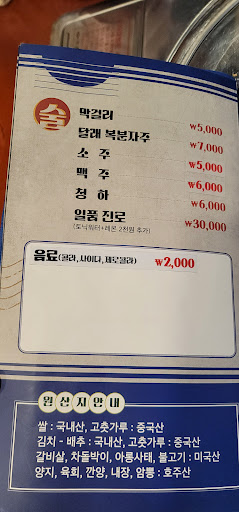 술
막걸리 ₩5,000
달래 복분자주 ₩7,000
소 주 ₩5,000
맥 주 ₩6,000
청 하 ₩6,000
일품 진로 ₩30,000
(토닉워터+레몬 2천원 추가)
음료(콜라,사이다,제로콜라) ₩2,000
원산지안내
쌀 : 국내산, 고춧가루 : 중국산
김치 - 배추 : 국내산, 고춧가루 : 중국산
갈비살, 차돌박이, 아롱사태, 불고기 : 미국산
양지, 육회, 깐양, 내장, 암뽕 : 호주산